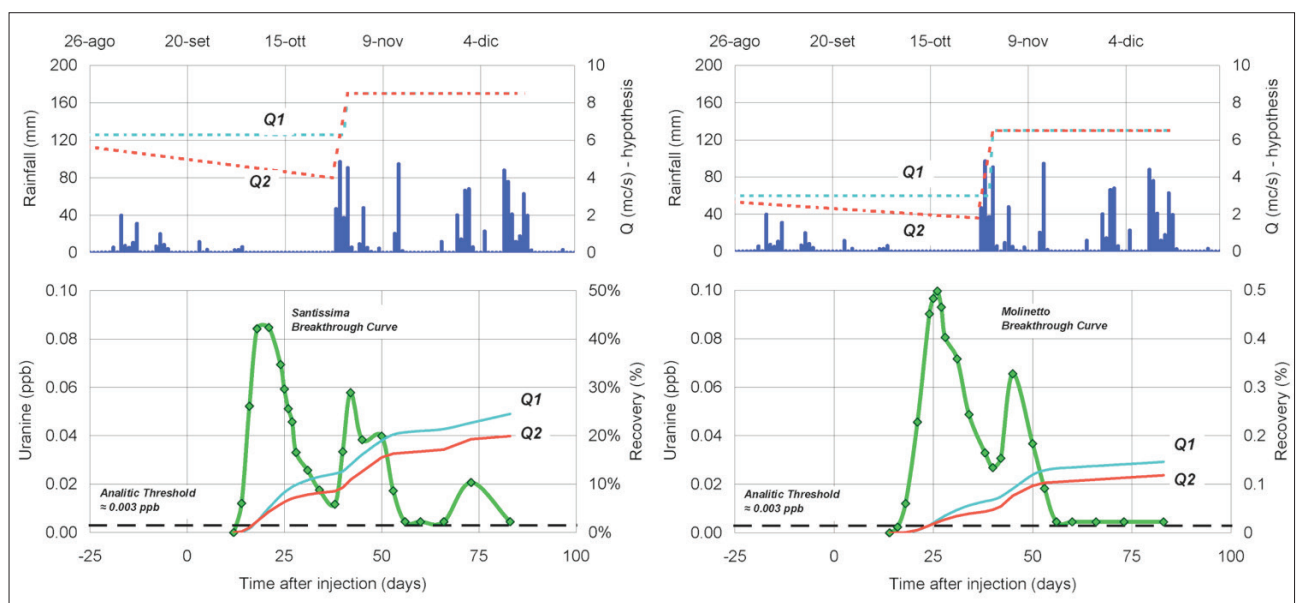 26-ago 20-set 15-ott 9-nov 4-dic
200 10
160 8
120 6
80 4
40 2
0 0
Rainfall (mm)
Q (mc/s) - hypothesis
Q1
Q2
26-ago 20-set 15-ott 9-nov 4-dic
200 10
160 8
120 6
80 4
40 2
0 0
Rainfall (mm)
Q (mc/s) - hypothesis
Q1
Q2
0.10 50%
0.08 40%
0.06 30%
0.04 20%
0.02 10%
0.00 0%
Uranine (ppb)
Recovery (%)
Santissima
Breakthrough Curve
Q1
Q2
Analitic Threshold
≈ 0.003 ppb
-25 0 25 50 75 100
Time after injection (days)
0.10 0.5
0.08 0.4
0.06 0.3
0.04 0.2
0.02 0.1
0.00 0
Uranine (ppb)
Recovery (%)
Molinetto
Breakthrough Curve
Q1
Q2
Analitic Threshold
≈ 0.003 ppb
-25 0 25 50 75 100
Time after injection (days)